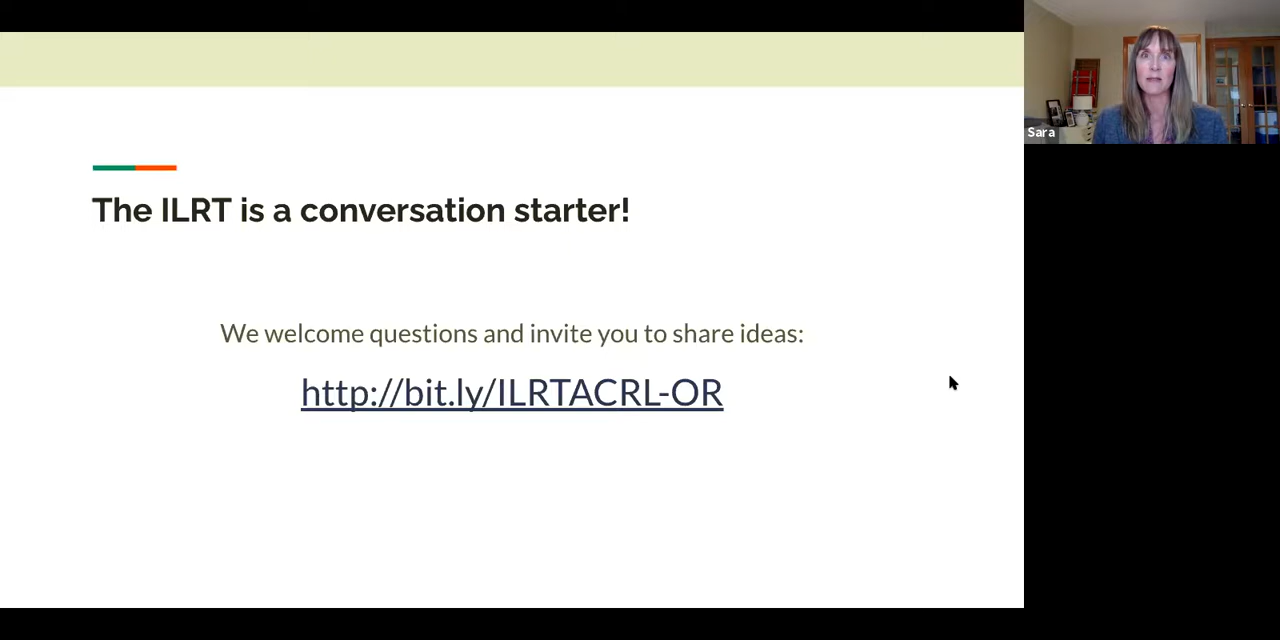 The ILRT is a conversation starter!
We welcome questions and invite you to share ideas:
http://bit.ly/ILRTACRL-OR
Sara